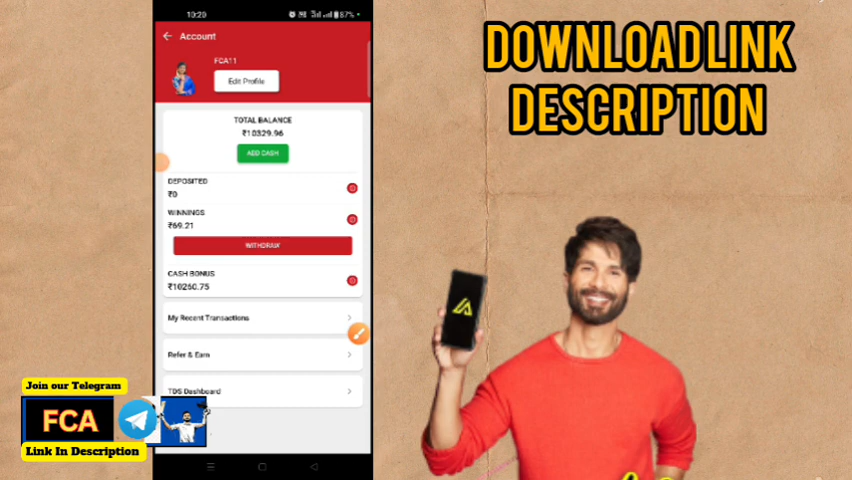 10:29
87%
Account
FCA11
Edit Profile
TOTAL BALANCE
₹10329.96
ADD CASH
DEPOSITED
₹0
WINNINGS
₹69.21
WITHDRAW
CASH BONUS
₹10260.75
My Recent Transactions
Refer & Earn
TDS Dashboard
DOWNLOAD LINK
DESCRIPTION
Join our Telegram
FCA
Link In Description